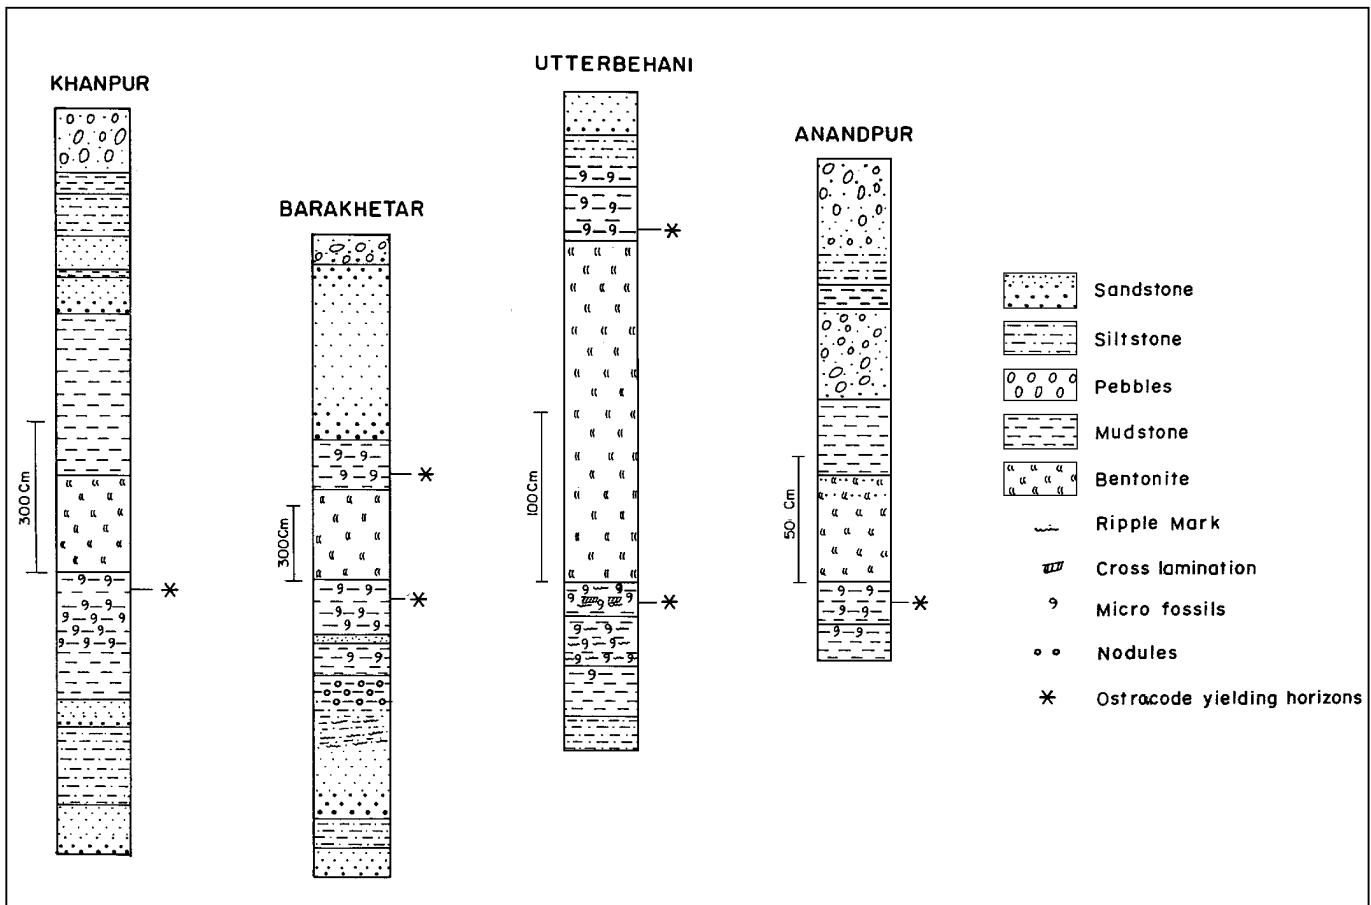 KHANPUR
BARAKHETAR
UTTERBEHANI
ANANDPUR
300 Cm
300Cm
100Cm
50 Cm
Sandstone
Siltstone
Pebbles
Mudstone
Bentonite
Ripple Mark
Cross lamination
Micro fossils
Nodules
Ostracode yielding horizons